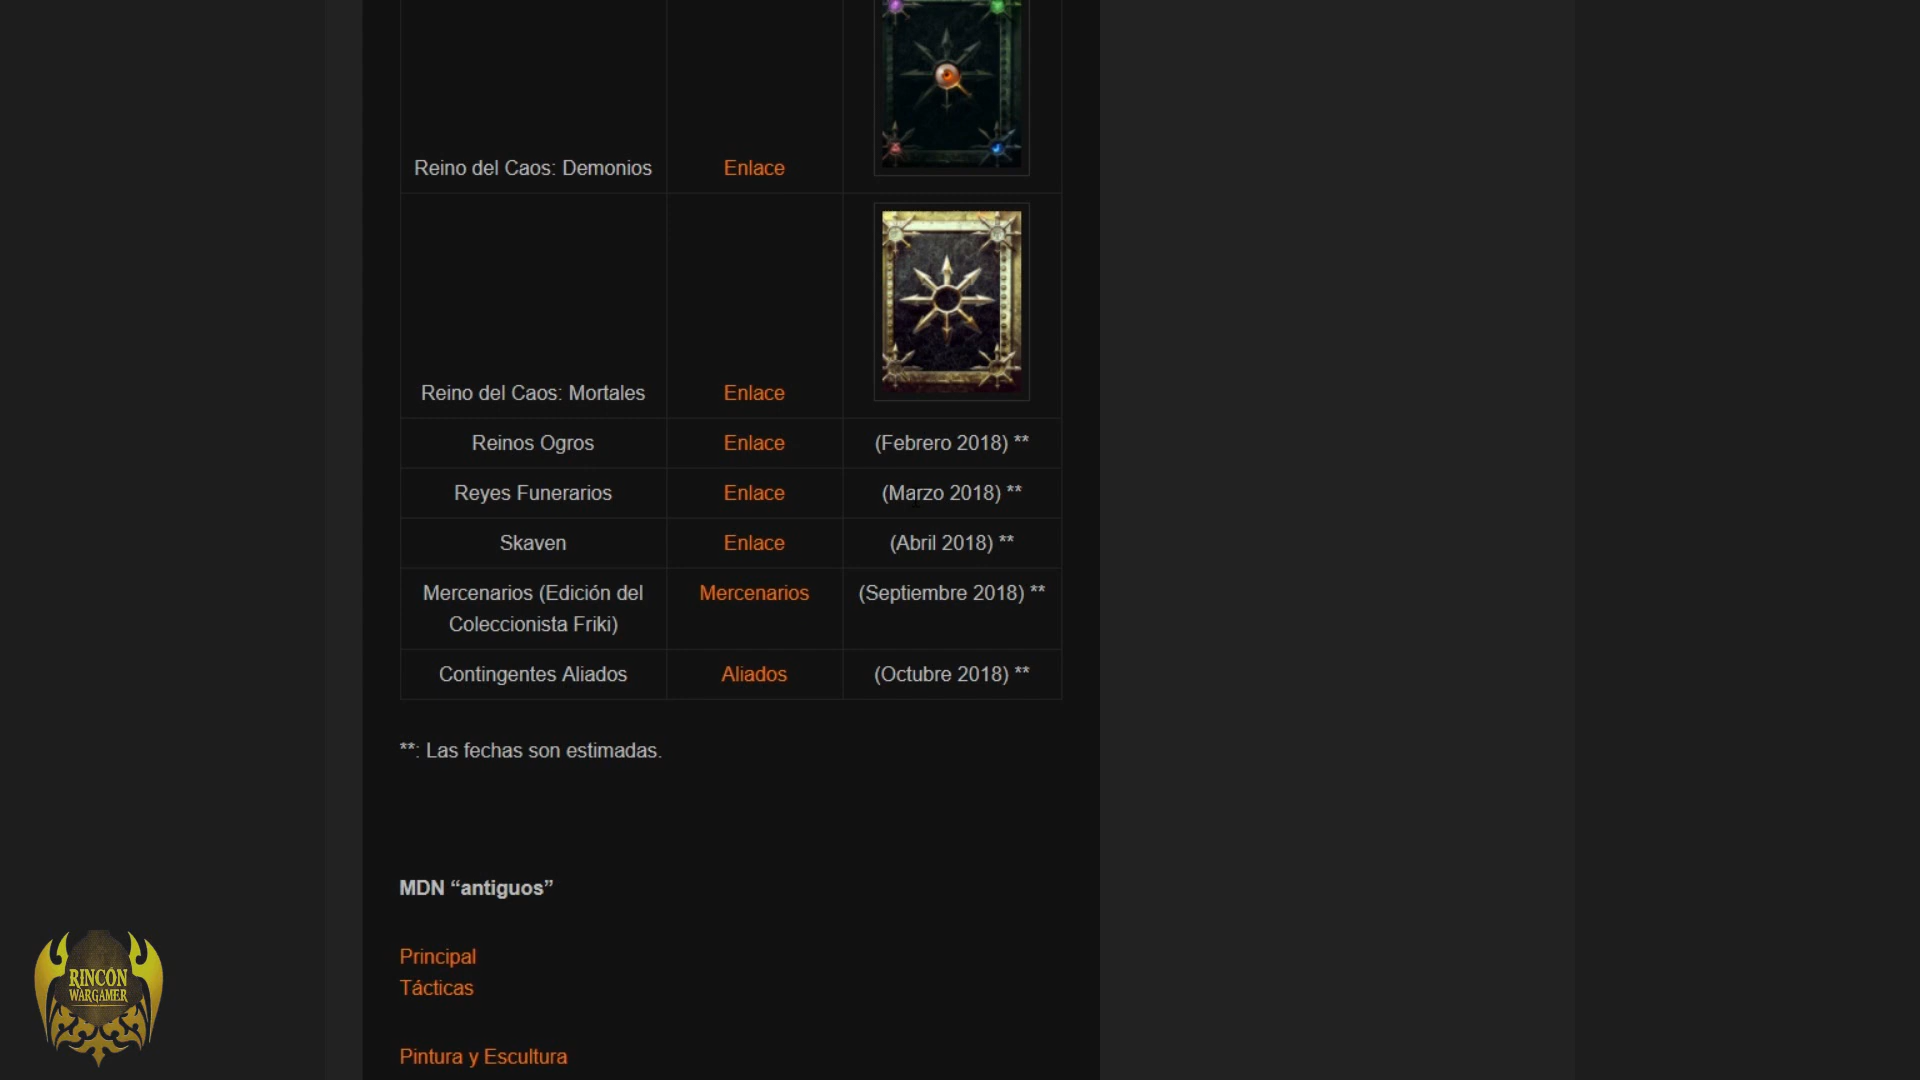 Reino del Caos: Demonios Enlace
Reino del Caos: Mortales Enlace
Reinos Ogros Enlace (Febrero 2018) **
Reyes Funerarios Enlace (Marzo 2018) **
Skaven Enlace (Abril 2018) **
Mercenarios (Edición del Mercenarios (Septiembre 2018) **
Coleccionista Friki)
Contingentes Aliados Aliados (Octubre 2018) **
**: Las fechas son estimadas.
MDN “antiguos”
Principal
Tácticas
Pintura y Escultura
RINCÓN
WARGAMER